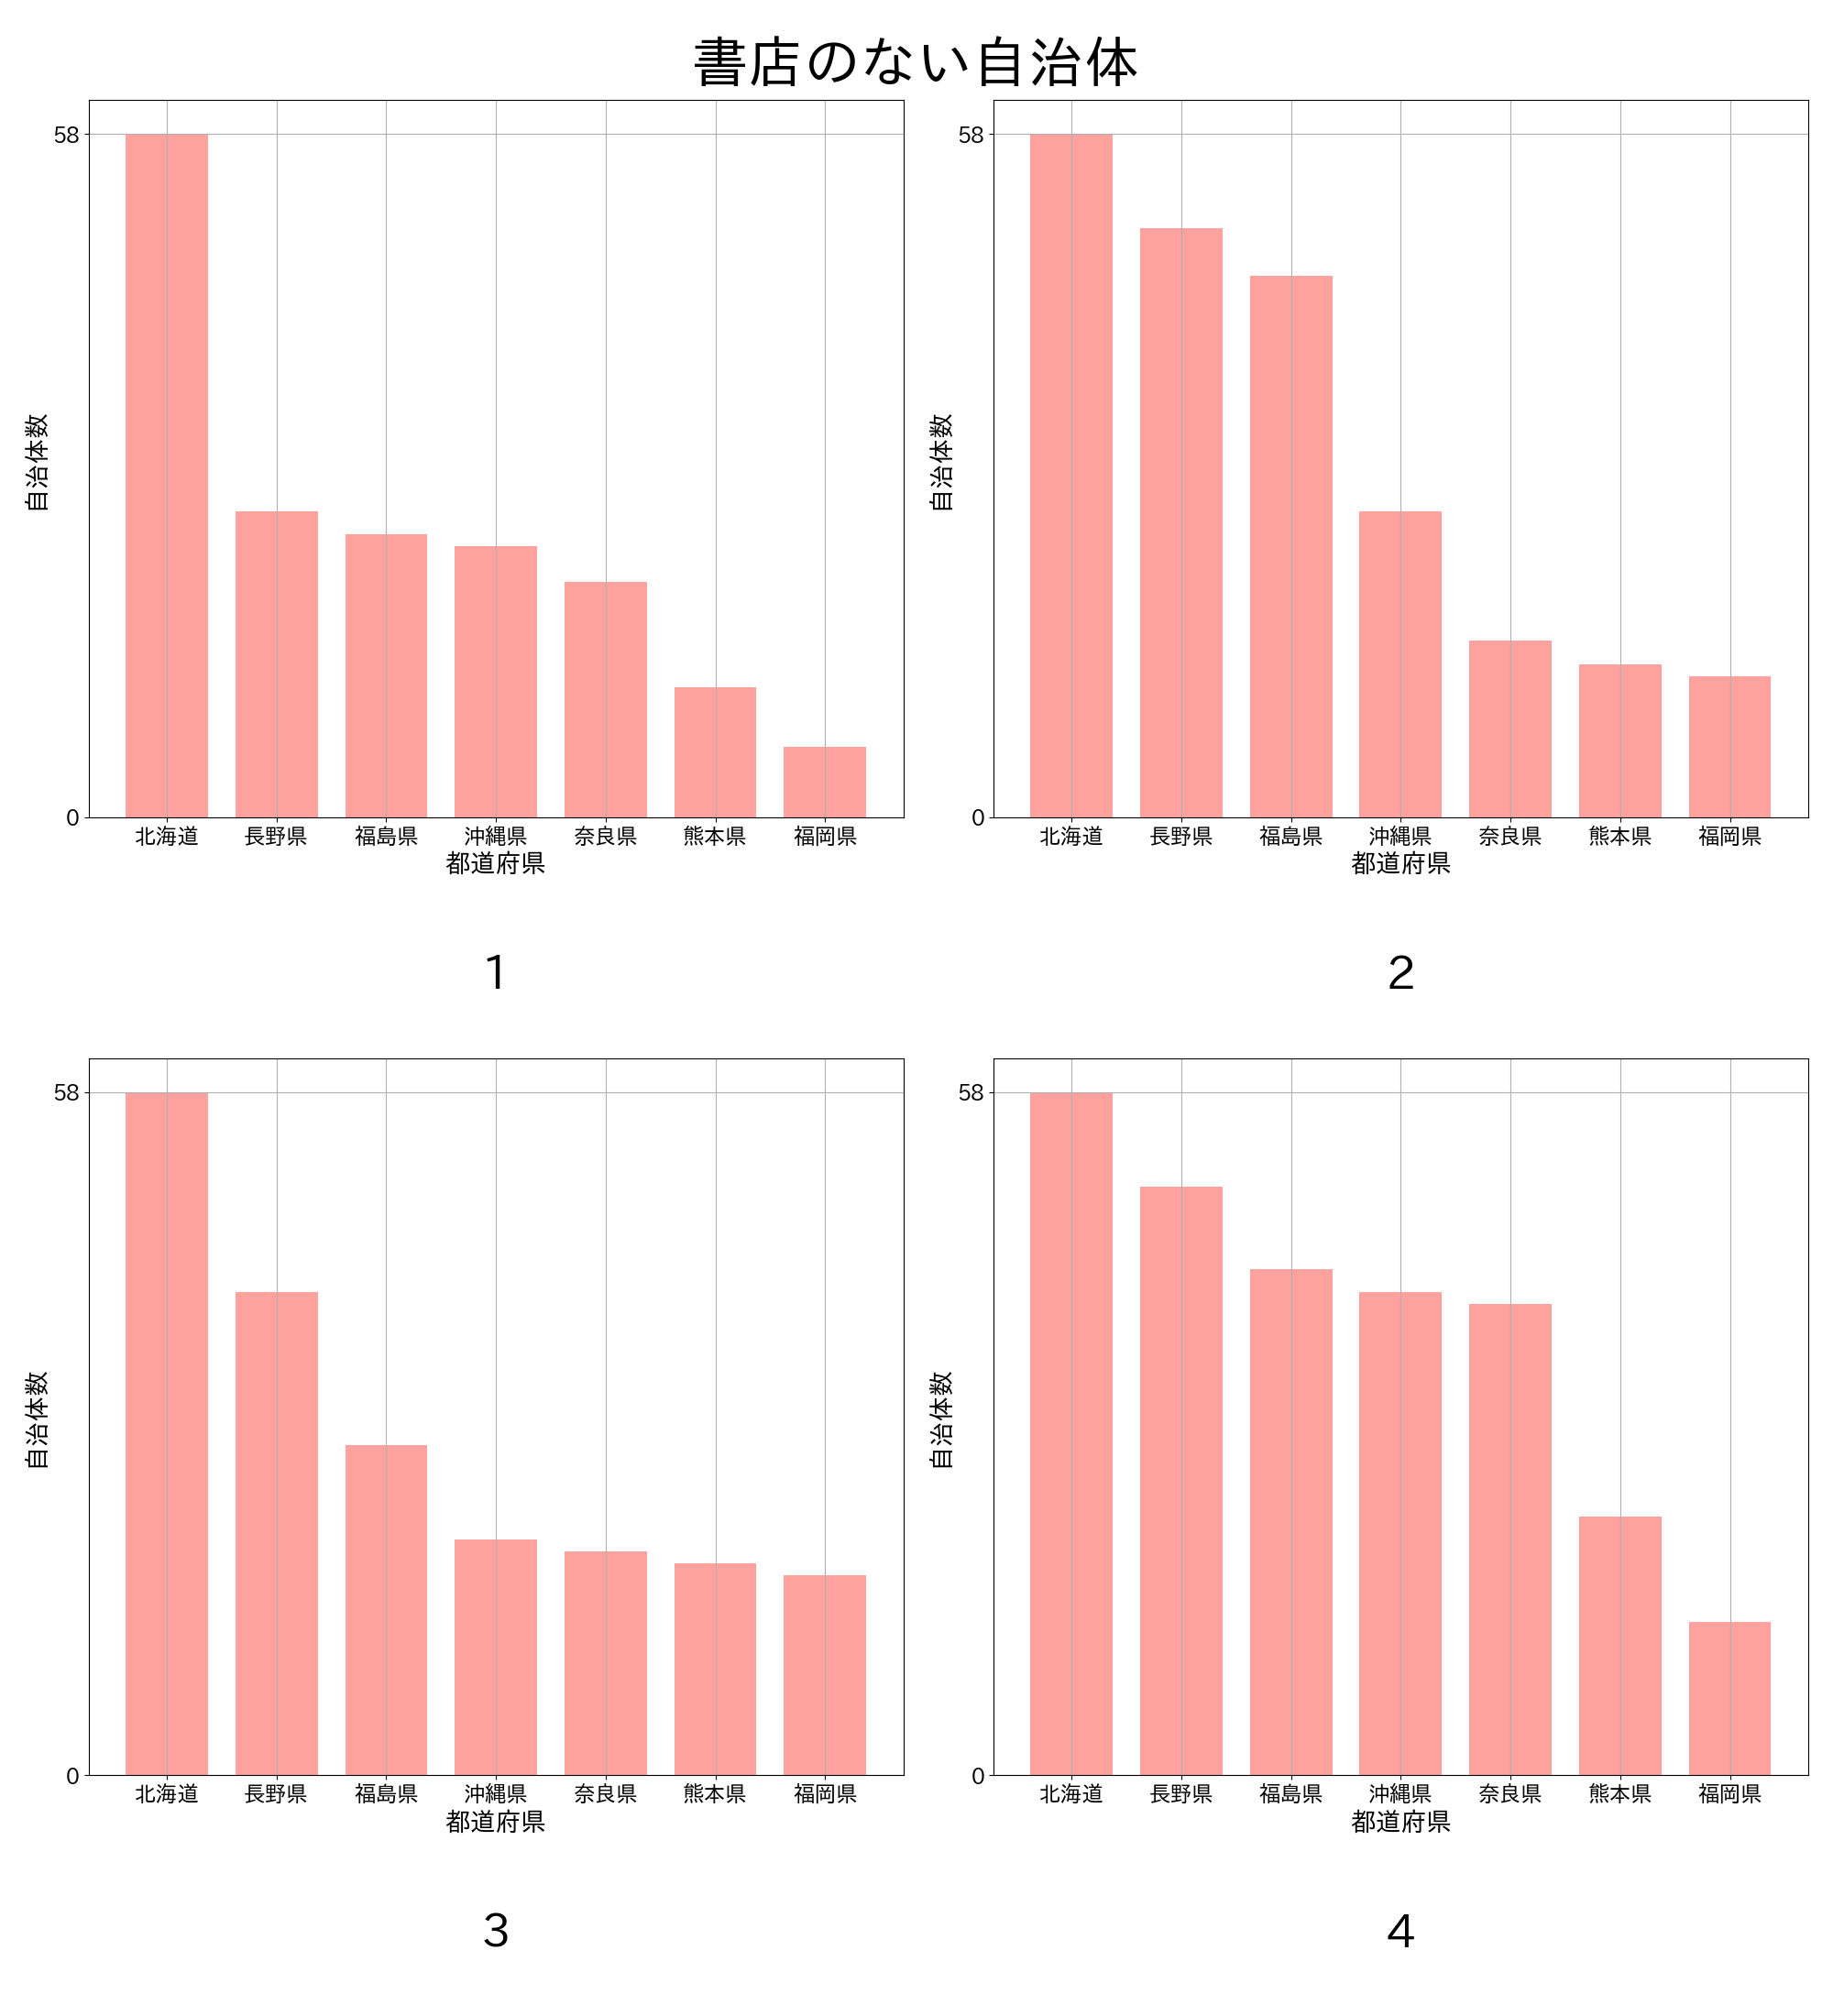 書店のない自治体
58
0
自治体数
北海道 長野県 福島県 沖縄県 奈良県 熊本県 福岡県
都道府県
1
58
0
自治体数
北海道 長野県 福島県 沖縄県 奈良県 熊本県 福岡県
都道府県
2
58
0
自治体数
北海道 長野県 福島県 沖縄県 奈良県 熊本県 福岡県
都道府県
3
58
0
自治体数
北海道 長野県 福島県 沖縄県 奈良県 熊本県 福岡県
都道府県
4